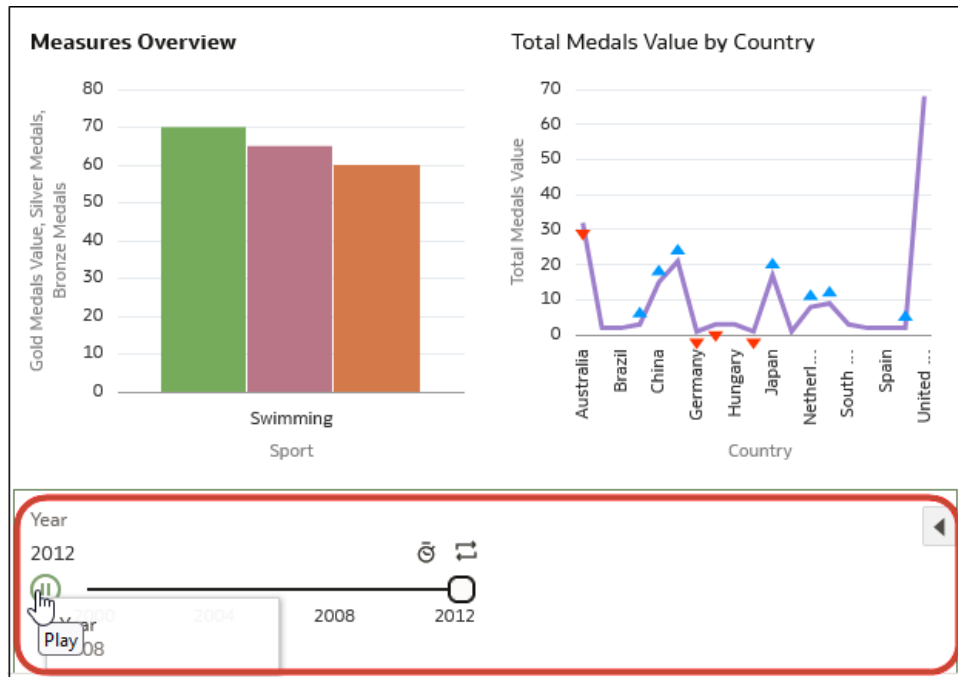 Measures Overview
Gold Medals Value, Silver Medals,
Bronze Medals
80
70
60
50
40
30
20
10
0
Swimming
Sport
Total Medals Value by Country
Total Medals Value
70
60
50
40
30
20
10
0
Australia
Brazil
China
Germany
Hungary
Japan
Netherl...
South ...
Spain
United ...
Country
Year
2012
2000 2004 2008 2012
Play